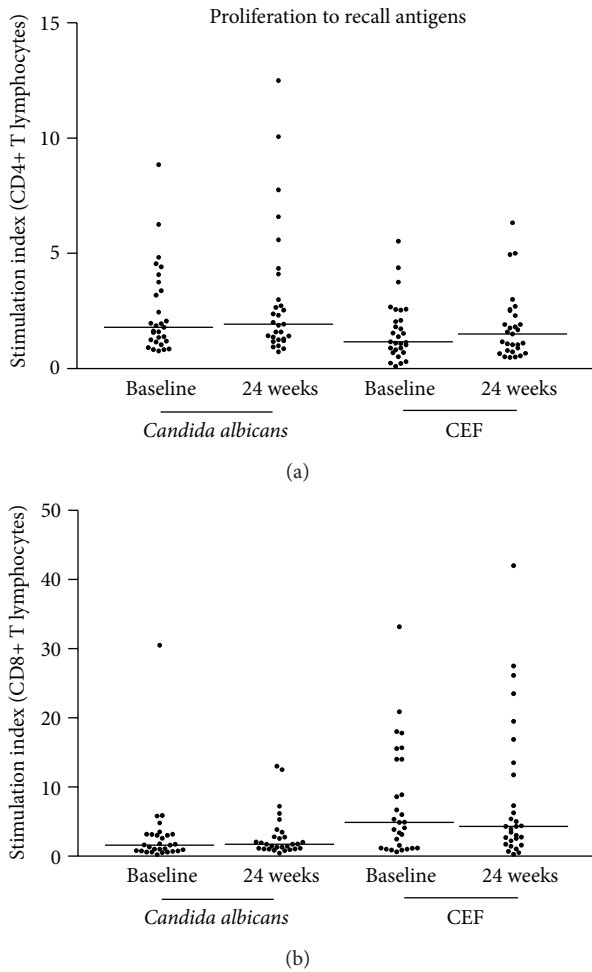 Proliferation to recall antigens
Stimulation index (CD4+ T lymphocytes)
15
10
5
0
Baseline 24 weeks Baseline 24 weeks
Candida albicans CEF
(a)
Stimulation index (CD8+ T lymphocytes)
50
40
30
20
10
0
Baseline 24 weeks Baseline 24 weeks
Candida albicans CEF
(b)